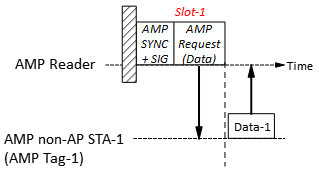 Slot-1
AMP SYNC + SIG
AMP Request (Data)
AMP Reader
Time
Data-1
AMP non-AP STA-1
(AMP Tag-1)